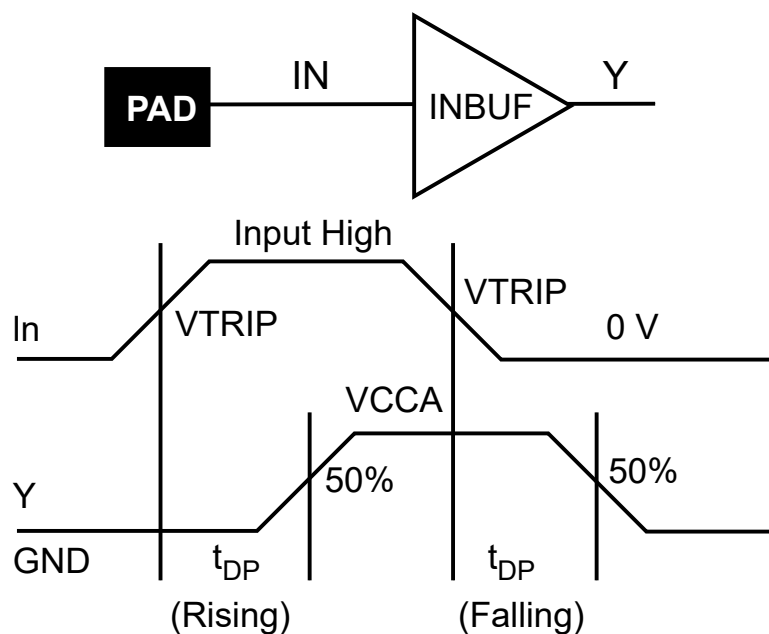 IN
Y
PAD
INBUF
Input High
In
VTRIP
VTRIP
0 V
VCCA
Y
50%
50%
GND
tDP
tDP
(Rising)
(Falling)